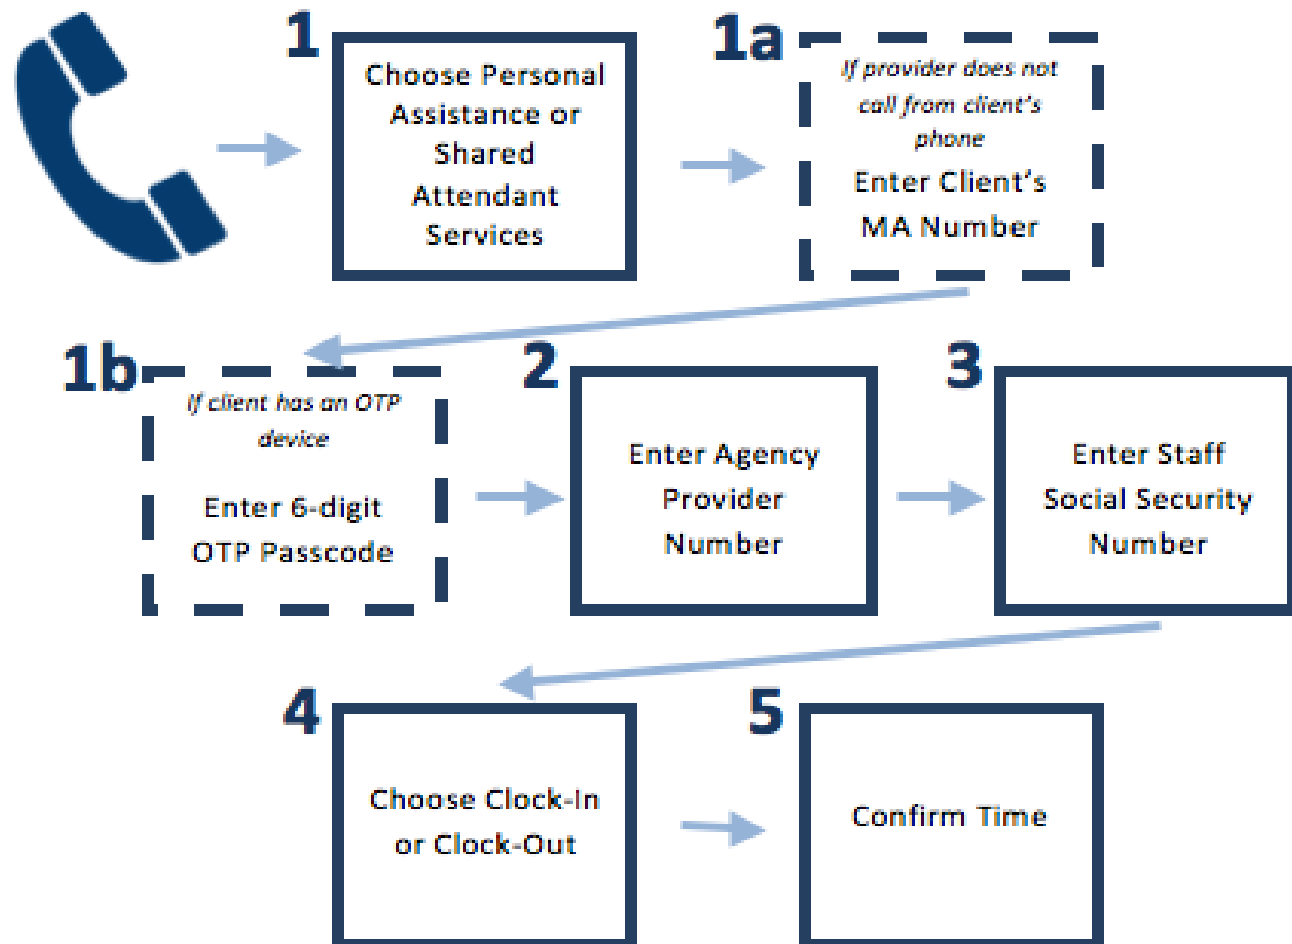 1
Choose Personal
Assistance or
Shared
Attendant
Services
1a
If provider does not
call from client's
phone
Enter Client's
MA Number
1b
If client has an OTP
device
Enter 6-digit
OTP Passcode
2
Enter Agency
Provider
Number
3
Enter Staff
Social Security
Number
4
Choose Clock-In
or Clock-Out
5
Confirm Time